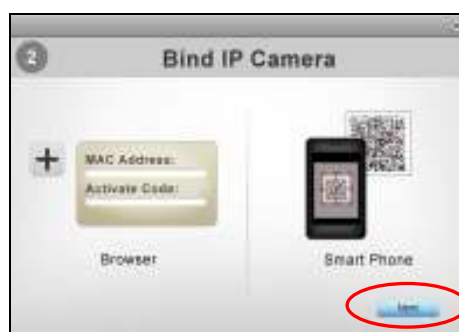 2
Bind IP Camera
MAC Address:
Activate Code:
Browser
Smart Phone